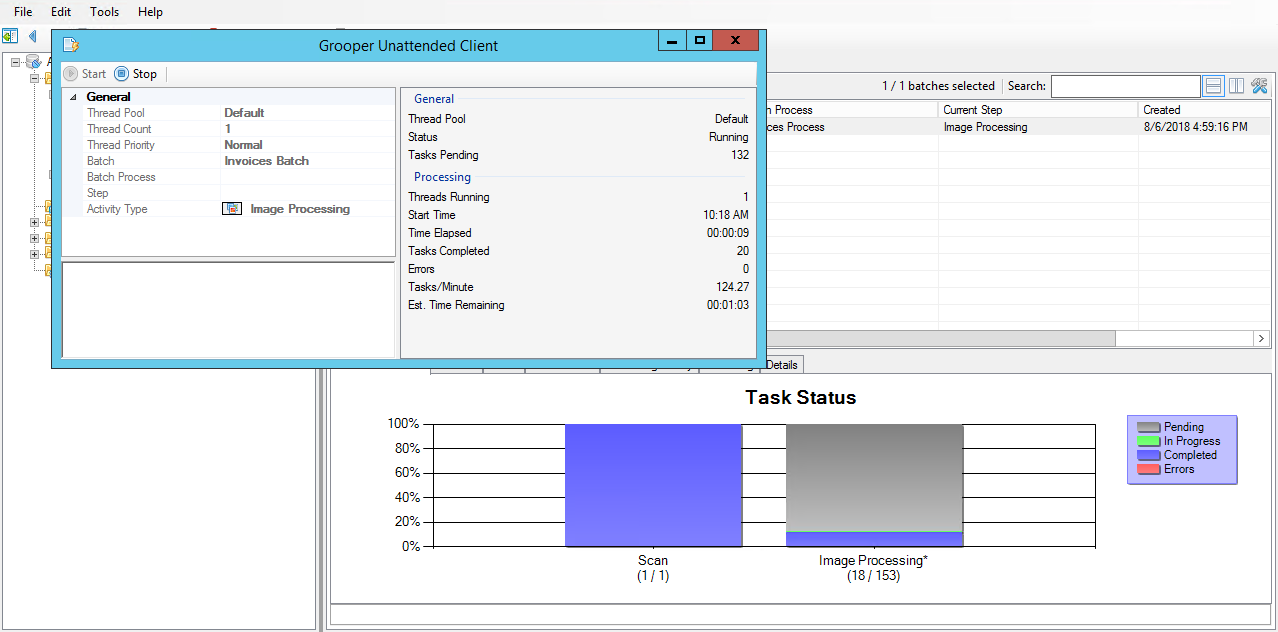 File Edit Tools Help
Grooper Unattended Client
Start Stop
General
Thread Pool Default
Thread Count 1
Thread Priority Normal
Batch Invoices Batch
Batch Process
Step
Activity Type Image Processing
General
Thread Pool Default
Status Running
Tasks Pending 132
Processing
Threads Running 1
Start Time 10:18 AM
Time Elapsed 00:00:09
Tasks Completed 20
Errors 0
Tasks/Minute 124.27
Est. Time Remaining 00:01:03
1 / 1 batches selected Search:
Process Current Step Created
Process Image Processing 8/6/2018 4:59:16 PM
Details
Task Status
100%
80%
60%
40%
20%
0%
Scan
(1 / 1)
Image Processing*
(18 / 153)
Pending
In Progress
Completed
Errors